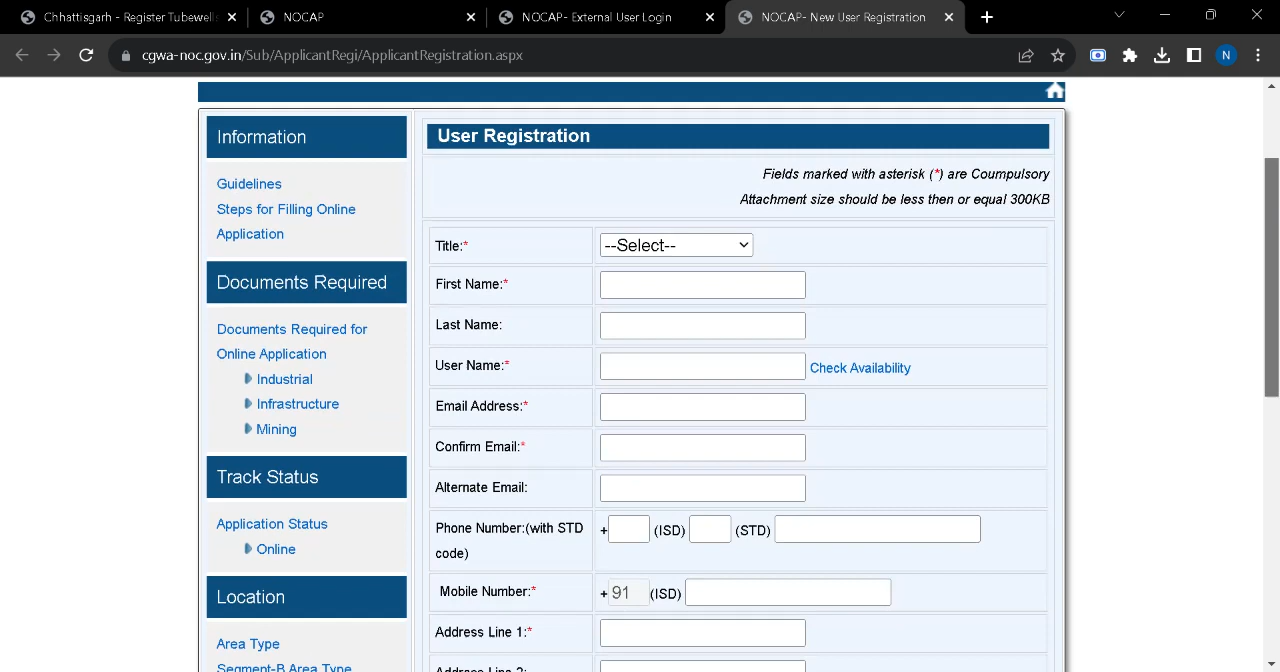 Chhattisgarh - Register Tubewells
NOCAP
NOCAP- External User Login
NOCAP- New User Registration
cgwa-noc.gov.in/Sub/ApplicantRegi/ApplicantRegistration.aspx
N
Information
Guidelines
Steps for Filling Online
Application
Documents Required
Documents Required for
Online Application
Industrial
Infrastructure
Mining
Track Status
Application Status
Online
Location
Area Type
Segment-B Area Type
User Registration
Fields marked with asterisk (*) are Coumpulsory
Attachment size should be less then or equal 300KB
Title:* --Select--
First Name:*
Last Name:
User Name:* Check Availability
Email Address:*
Confirm Email:*
Alternate Email:
Phone Number:(with STD
code) + (ISD) (STD)
Mobile Number:* +91 (ISD)
Address Line 1:*
Address Line 2: